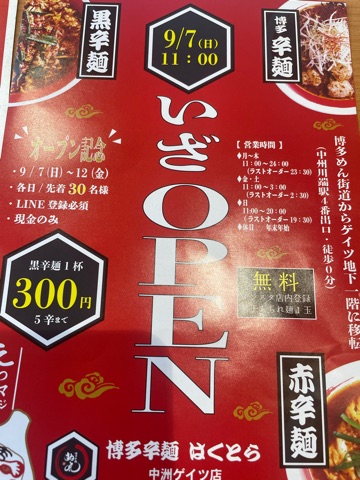 黒辛麺
9/7(日)
11:00
博多
辛麺
いざOPEN
オープン記念
・9/7(日)~12(金)
・各日/先着30名様
・LINE登録必須
・現金のみ
【営業時間】
◆月~木
11:00~24:00
(ラストオーダー23:30)
◆金・土
11:00~3:00
(ラストオーダー2:30)
◆日
11:00~20:00
(ラストオーダー19:30)
◆休日 年末年始
博多めん街道からゲイツ地下一階に移転
(中州川端駅4番出口・徒歩0分)
黒辛麺1杯
300円
5辛まで
無料
店内登録
麺1玉
赤辛麺
博多辛麺 はくとら
中洲ゲイツ店